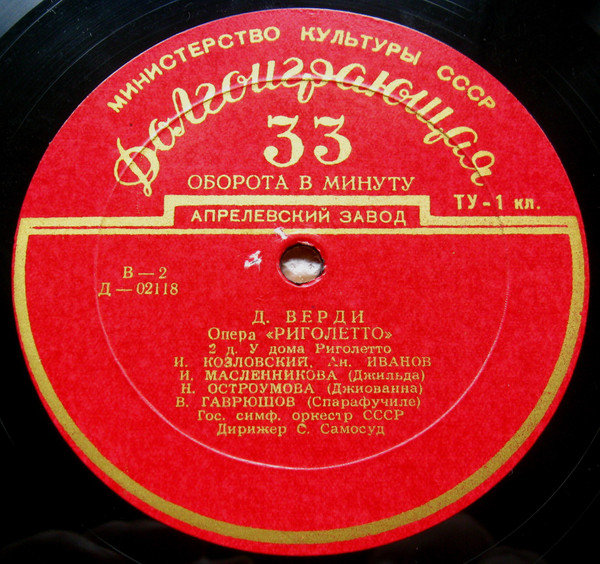 МИНИСТЕРСТВО КУЛЬТУРЫ СССР
Долгоиграющая
33
ОБОРОТА В МИНУТУ
ТУ-1 кл.
АПРЕЛЕВСКИЙ ЗАВОД
В — 2
Д — 02118
Д. ВЕРДИ
Опера «РИГОЛЕТТО»
2 д. У дома Риголетто
И. КОЗЛОВСКИЙ, Ан. ИВАНОВ
И. МАСЛЕННИКОВА (Джильда)
Н. ОСТРОУМОВА (Джиованна)
В. ГАВРЮШОВ (Спарафучиле)
Гос. симф. оркестр СССР
Дирижер С. Самосуд